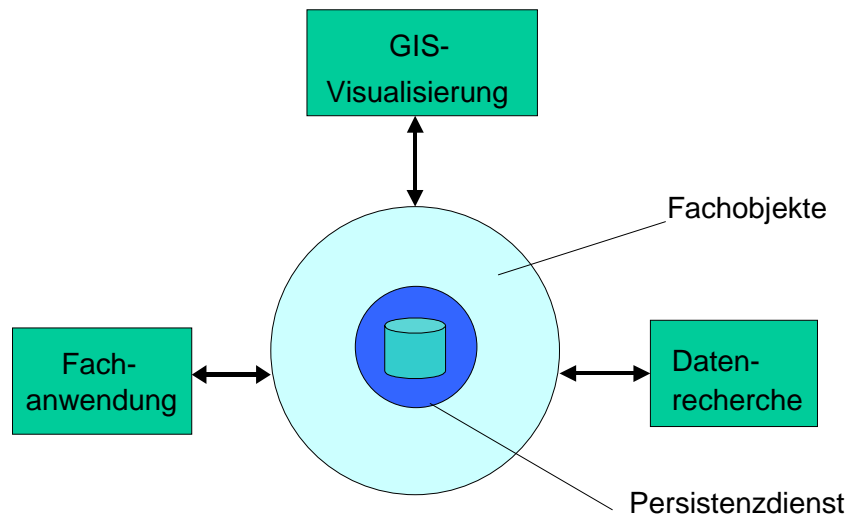 GIS-
Visualisierung
Fachobjekte
Fach-
anwendung
Daten-
recherche
Persistenzdienst